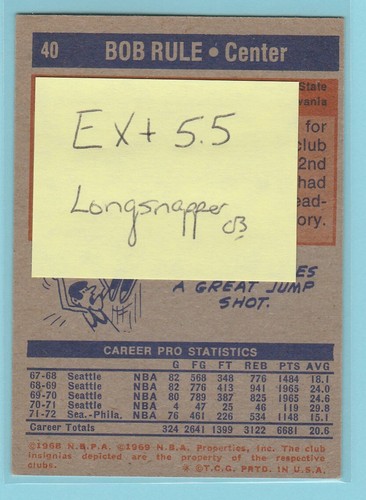 40 BOB RULE • Center
State
vania
for
club
2nd
had
ead-
ory.
EX+ 5.5
Longsnapper
ES
A GREAT JUMP
SHOT.
CAREER PRO STATISTICS
G FG FT REB PTS AVG
67-68 Seattle NBA 82 568 348 776 1484 18.1
68-69 Seattle NBA 82 776 413 941 1965 24.0
69-70 Seattle NBA 80 789 387 825 1965 24.6
70-71 Seattle NBA 4 47 25 46 119 29.8
71-72 Sea.-Phila. NBA 76 461 226 534 1148 15.1
Career Totals 324 2641 1399 3122 6681 20.6
©1968 N.B.P.A. ©1969 N.B.A. Properties, Inc. The club
insignias depicted are the property of the respective
clubs. ©T.C.G. PRTD. IN U.S.A.